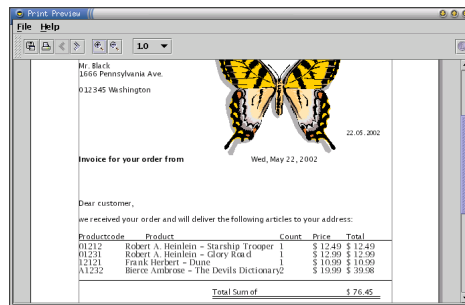 Print Preview
File Help
1.0
Mr. Black
1666 Pennsylvania Ave.
012345 Washington
22.05.2002
Invoice for your order from Wed, May 22, 2002
Dear customer,
we received your order and will deliver the following articles to your address:
Productcode Product Count Price Total
01212 Robert A. Heinlein - Starship Trooper 1 $ 12.49 $ 12.49
01231 Robert A. Heinlein - Glory Road 1 $ 12.99 $ 12.99
12121 Frank Herbert - Dune 1 $ 10.99 $ 10.99
A1232 Bierce Ambrose - The Devils Dictionary2 $ 19.99 $ 39.98
Total Sum of $ 76.45